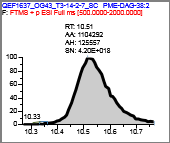 QEF1637_OG43_T3-14-2-7_SC PME-DAG-38:2
F: FTMS + p ESI Full ms [500.0000-2000.0000]
RT: 10.51
AA: 1104292
AH: 125557
SN: 4.20E+018
100
80
60
40
20
0
10.33
10.3 10.4 10.5 10.6 10.7